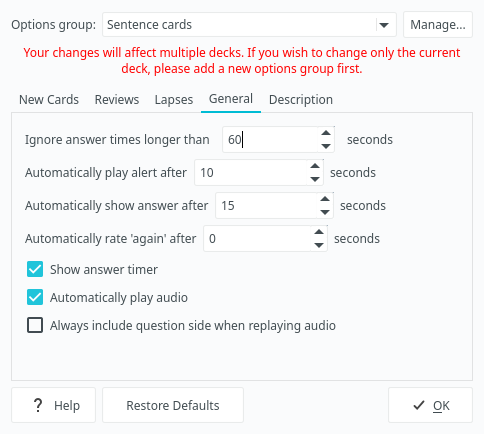 Options group: Sentence cards Manage...
Your changes will affect multiple decks. If you wish to change only the current
deck, please add a new options group first.
New Cards Reviews Lapses General Description
Ignore answer times longer than 60 seconds
Automatically play alert after 10 seconds
Automatically show answer after 15 seconds
Automatically rate 'again' after 0 seconds
Show answer timer
Automatically play audio
Always include question side when replaying audio
? Help Restore Defaults OK